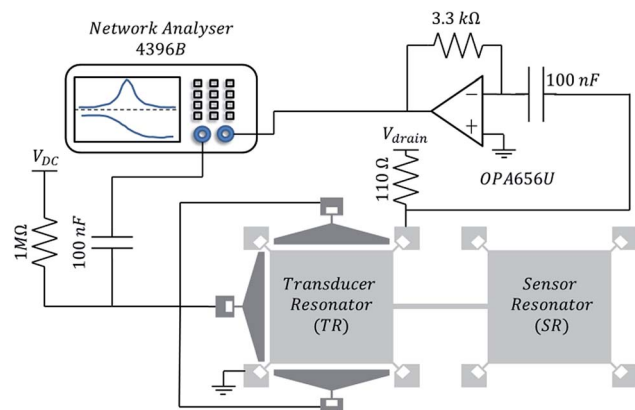 Network Analyser
4396B
3.3 kΩ
−
+
100 nF
OPA656U
V_DC
V_drain
110 Ω
1MΩ
100 nF
Transducer
Resonator
(TR)
Sensor
Resonator
(SR)